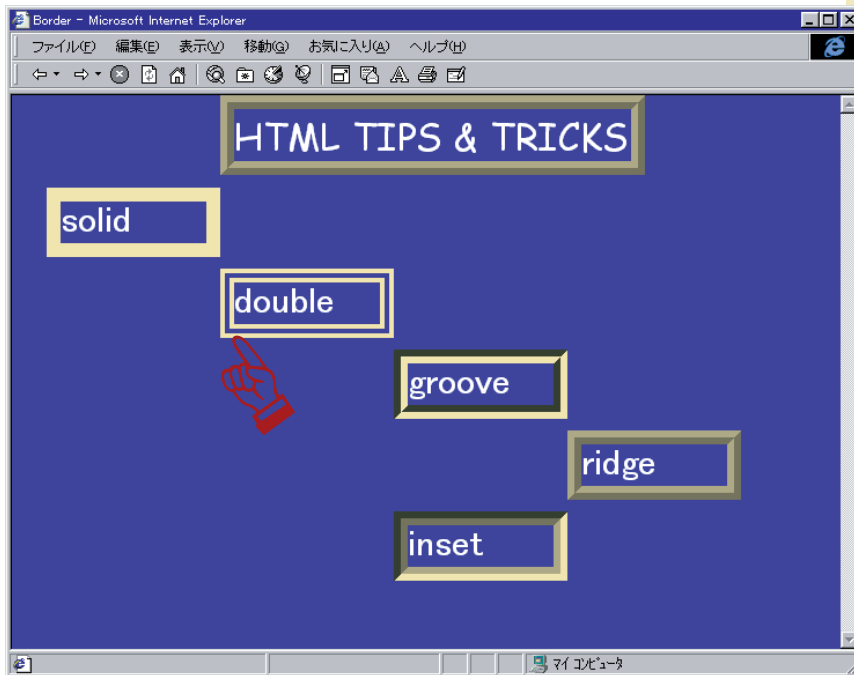 Border - Microsoft Internet Explorer
ファイル(F) 編集(E) 表示(V) 移動(G) お気に入り(A) ヘルプ(H)
HTML TIPS & TRICKS
solid
double
groove
ridge
inset
マイ コンピュータ